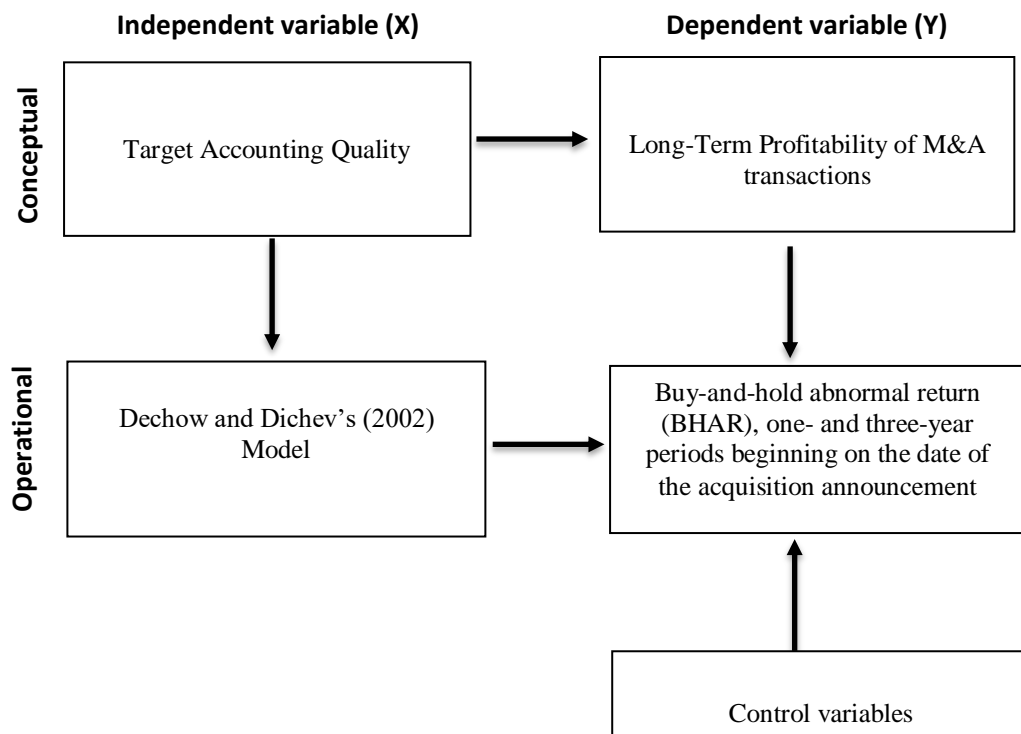 Independent variable (X)
Dependent variable (Y)
Conceptual
Target Accounting Quality
Long-Term Profitability of M&A
transactions
Operational
Dechow and Dichev’s (2002)
Model
Buy-and-hold abnormal return
(BHAR), one- and three-year
periods beginning on the date of
the acquisition announcement
Control variables